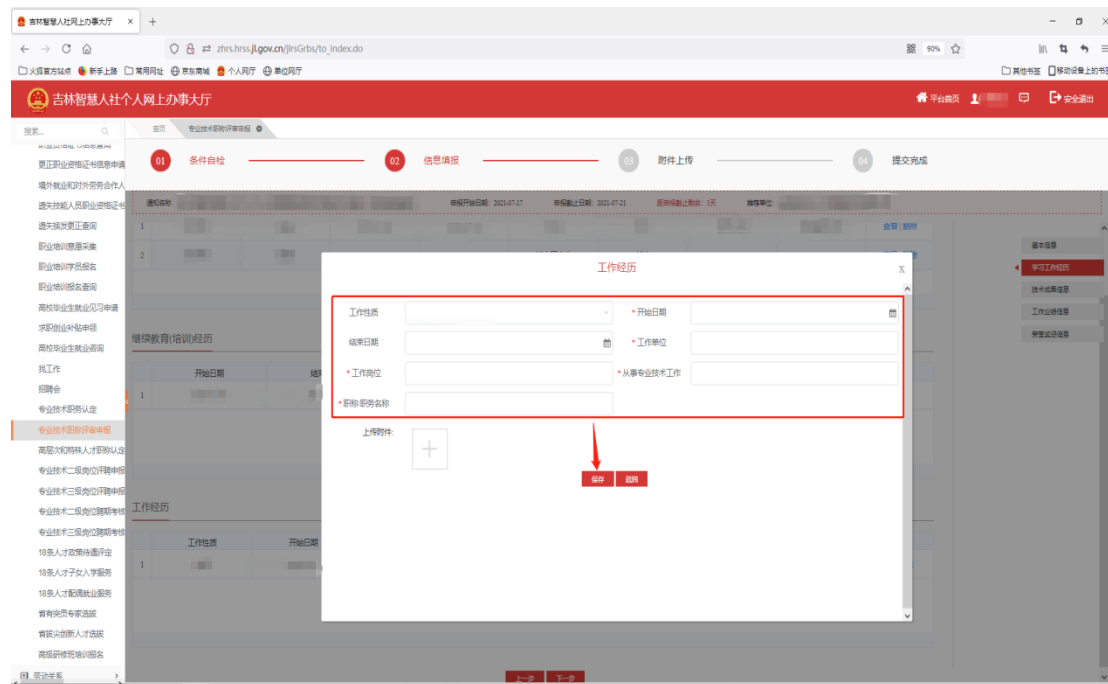 吉林智慧人社网上办事大厅 × +
zhrs.hrss.jl.gov.cn/jlrsGrbs/to_index.do 90%
火狐官方站点 新手上路 常用网址 京东商城 个人网厅 单位网厅 其他书签 移动设备上的书签
吉林智慧人社个人网上办事大厅 平台首页 安全退出
搜索... 首页 专业技术职称评审申报
更正职业资格证书信息申请
境外就业和对外劳务合作人
遗失技能人员职业资格证书
遗失换发更正查询
职业培训意愿采集
职业培训学员报名
职业培训报名查询
高校毕业生就业见习申请
求职创业补贴申领
高校毕业生就业咨询
找工作
招聘会
专业技术职务认定
专业技术职称评审申报
高层次和特殊人才职称认定
专业技术二级岗位评聘申报
专业技术三级岗位评聘申报
专业技术二级岗位聘期考核
专业技术三级岗位聘期考核
18条人才政策待遇评定
18条人才子女入学服务
18条人才配偶就业服务
省有突贡专家选拔
省拔尖创新人才选拔
高级研修班培训报名
劳动关系 >
01 条件自检 02 信息填报 03 附件上传 04 提交完成
通知名称: 申报开始日期: 2021-07-17 申报截止日期: 2021-07-21 距申报截止剩余: 1天 推荐单位:
1 查看 | 删除
2
继续教育(培训)经历
开始日期
1
工作经历
工作性质 开始日期
1
工作经历 X
工作性质 * 开始日期
结束日期 * 工作单位
* 工作岗位 * 从事专业技术工作
* 职称职务名称
上传附件:
保存 返回
上一步 下一步
基本信息
学习工作经历
技术成果信息
工作业绩信息
荣誉奖惩信息